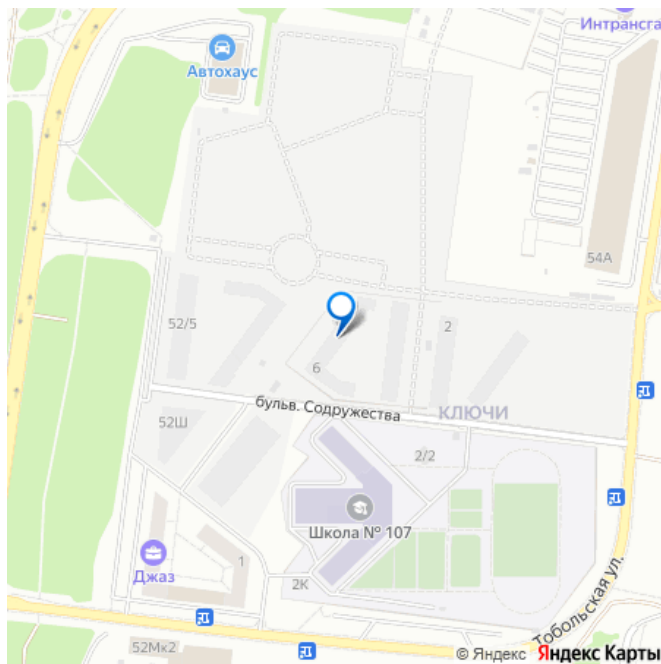 Интрансга
Автохаус
54А
52/5
2
6
бульв. Содружества
КЛЮЧИ
52Ш
2/2
Школа № 107
Джаз
1
2К
Тобольская ул.
52Мк2
© Яндекс Яндекс Карты